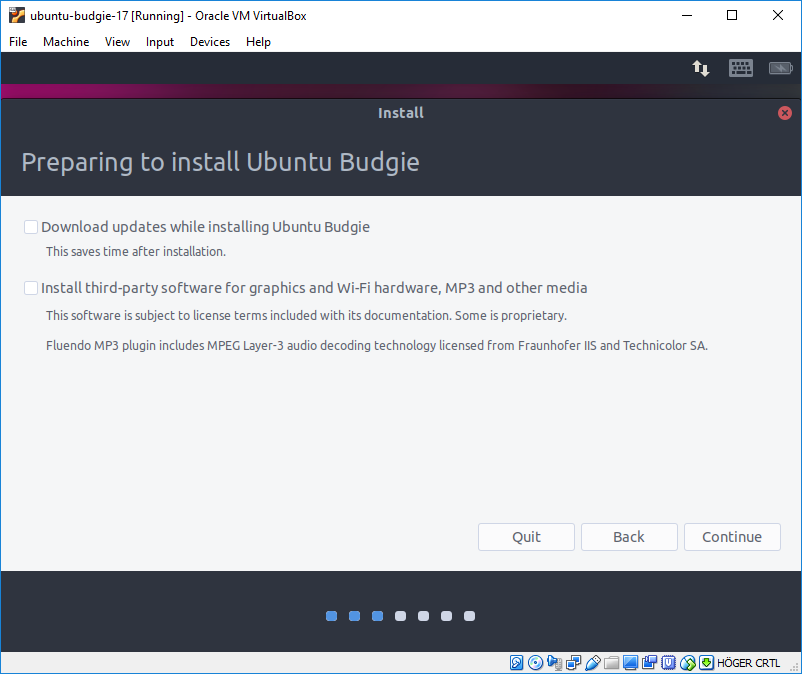 ubuntu-budgie-17 [Running] - Oracle VM VirtualBox
File Machine View Input Devices Help
Install
Preparing to install Ubuntu Budgie
Download updates while installing Ubuntu Budgie
This saves time after installation.
Install third-party software for graphics and Wi-Fi hardware, MP3 and other media
This software is subject to license terms included with its documentation. Some is proprietary.
Fluendo MP3 plugin includes MPEG Layer-3 audio decoding technology licensed from Fraunhofer IIS and Technicolor SA.
Quit Back Continue
HÖGER CRTL